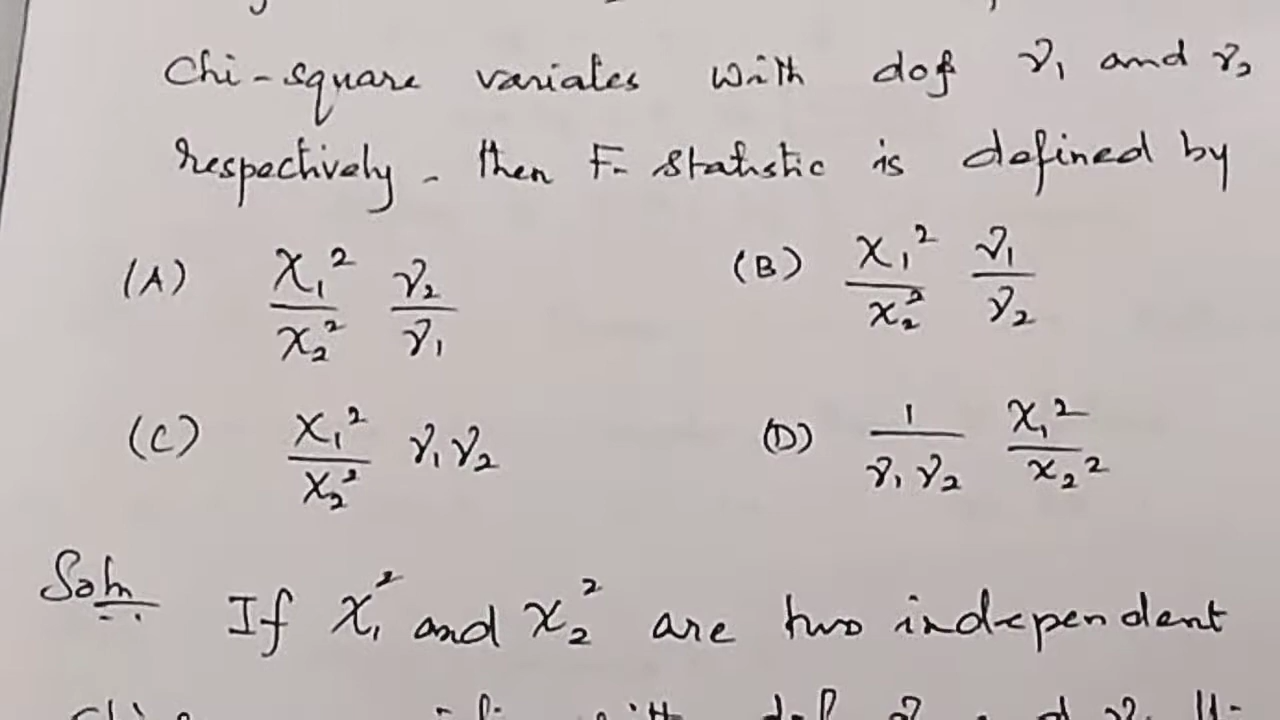 Chi-square variates with dof ν₁ and ν₂
respectively. then F- statistic is defined by
(A) χ₁²/χ₂² ν₂/ν₁ (B) χ₁²/χ₂² ν₁/ν₂
(C) χ₁²/χ₂² ν₁ν₂ (D) 1/ν₁ν₂ χ₁²/χ₂²
Soln If χ₁² and χ₂² are two independent